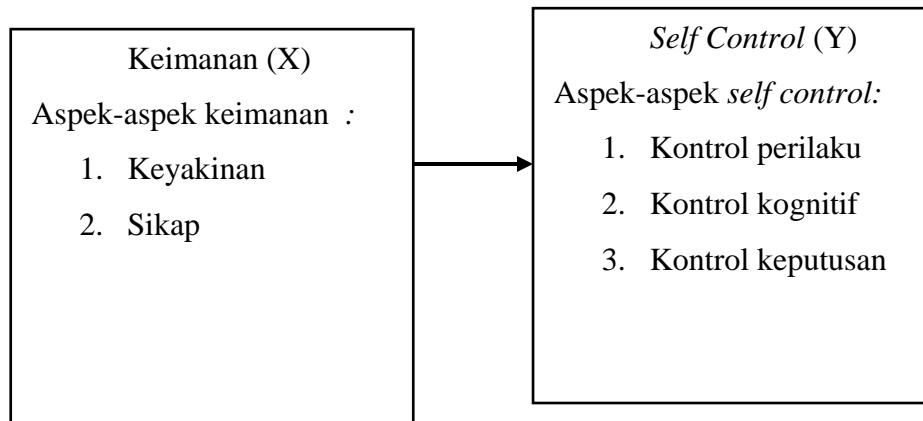 Keimanan (X)
Aspek-aspek keimanan :
1. Keyakinan
2. Sikap
Self Control (Y)
Aspek-aspek self control:
1. Kontrol perilaku
2. Kontrol kognitif
3. Kontrol keputusan